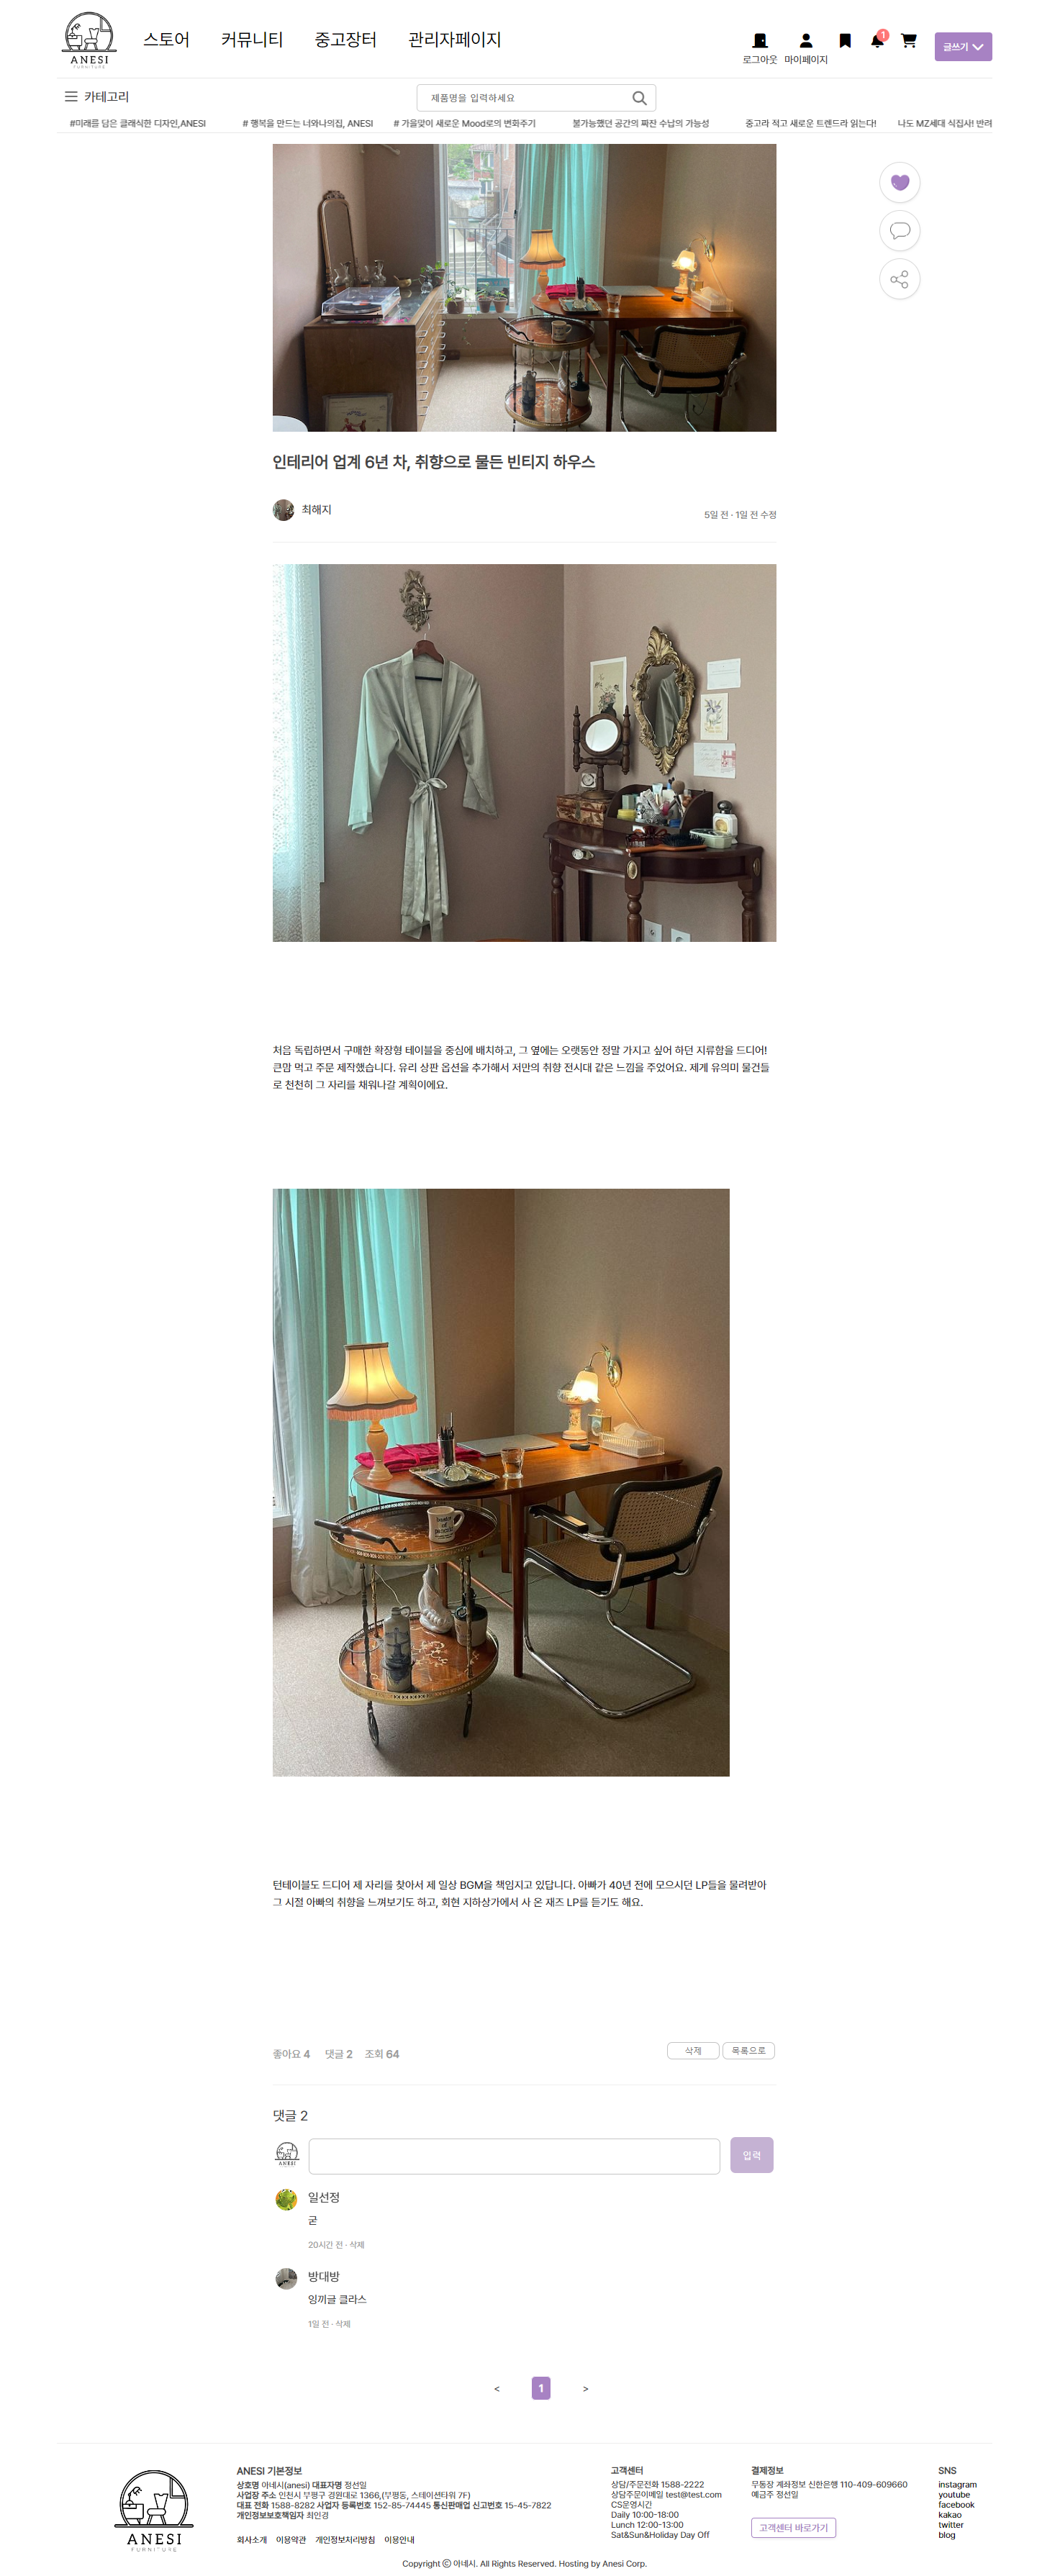 ANESI
FURNITURE
스토어 커뮤니티 중고장터 관리자페이지
1
로그아웃 마이페이지
글쓰기
카테고리
제품명을 입력하세요
#미래를 담은 클래식한 디자인,ANESI # 행복을 만드는 너와나의집, ANESI # 가을맞이 새로운 Mood로의 변화주기 불가능했던 공간의 짜잔 수납의 가능성 중고라 적고 새로운 트렌드라 읽는다! 나도 MZ세대 식집사! 반려
인테리어 업계 6년 차, 취향으로 물든 빈티지 하우스
최해지
5일 전 · 1일 전 수정
처음 독립하면서 구매한 확장형 테이블을 중심에 배치하고, 그 옆에는 오랫동안 정말 가지고 싶어 하던 지류함을 드디어!
큰맘 먹고 주문 제작했습니다. 유리 상판 옵션을 추가해서 저만의 취향 전시대 같은 느낌을 주었어요. 제게 유의미 물건들
로 천천히 그 자리를 채워나갈 계획이에요.
턴테이블도 드디어 제 자리를 찾아서 제 일상 BGM을 책임지고 있답니다. 아빠가 40년 전에 모으시던 LP들을 물려받아
그 시절 아빠의 취향을 느껴보기도 하고, 회현 지하상가에서 사 온 재즈 LP를 듣기도 해요.
좋아요 4 댓글 2 조회 64
삭제 목록으로
댓글 2
ANESI
입력
일선정
굳
20시간 전 · 삭제
방대방
잉끼글 클라스
1일 전 · 삭제
< 1 >
ANESI
FURNITURE
ANESI 기본정보
상호명 아네시(anesi) 대표자명 정선일
사업장 주소 인천시 부평구 경원대로 1366,(부평동, 스테이션타워 7F)
대표 전화 1588-8282 사업자 등록번호 152-85-74445 통신판매업 신고번호 15-45-7822
개인정보보호책임자 최인경
회사소개 이용약관 개인정보처리방침 이용안내
고객센터
상담/주문전화 1588-2222
상담주문이메일 test@test.com
CS운영시간
Daily 10:00-18:00
Lunch 12:00-13:00
Sat&Sun&Holiday Day Off
결제정보
무통장 계좌정보 신한은행 110-409-609660
예금주 정선일
고객센터 바로가기
SNS
instagram
youtube
facebook
kakao
twitter
blog
Copyright ⓒ 아네시. All Rights Reserved. Hosting by Anesi Corp.